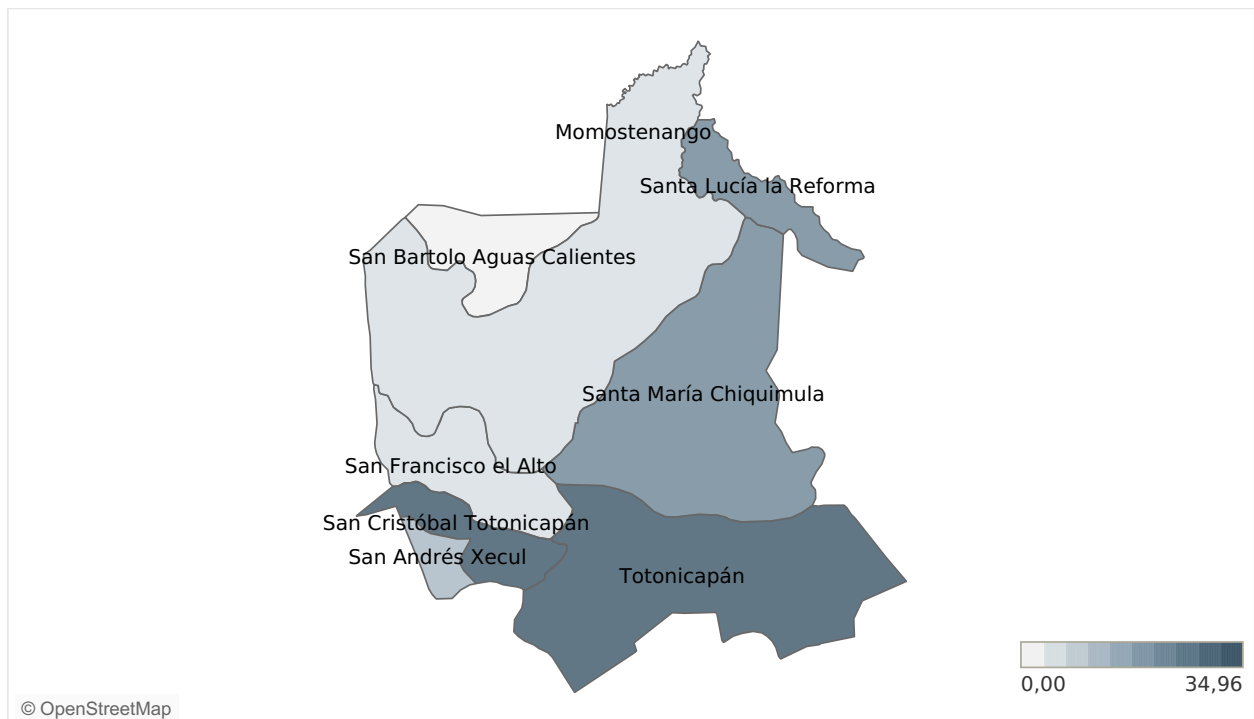 Momostenango
Santa Lucía la Reforma
San Bartolo Aguas Calientes
Santa María Chiquimula
San Francisco el Alto
San Cristóbal Totonicapán
San Andrés Xecul
Totonicapán
0,00 34,96
© OpenStreetMap